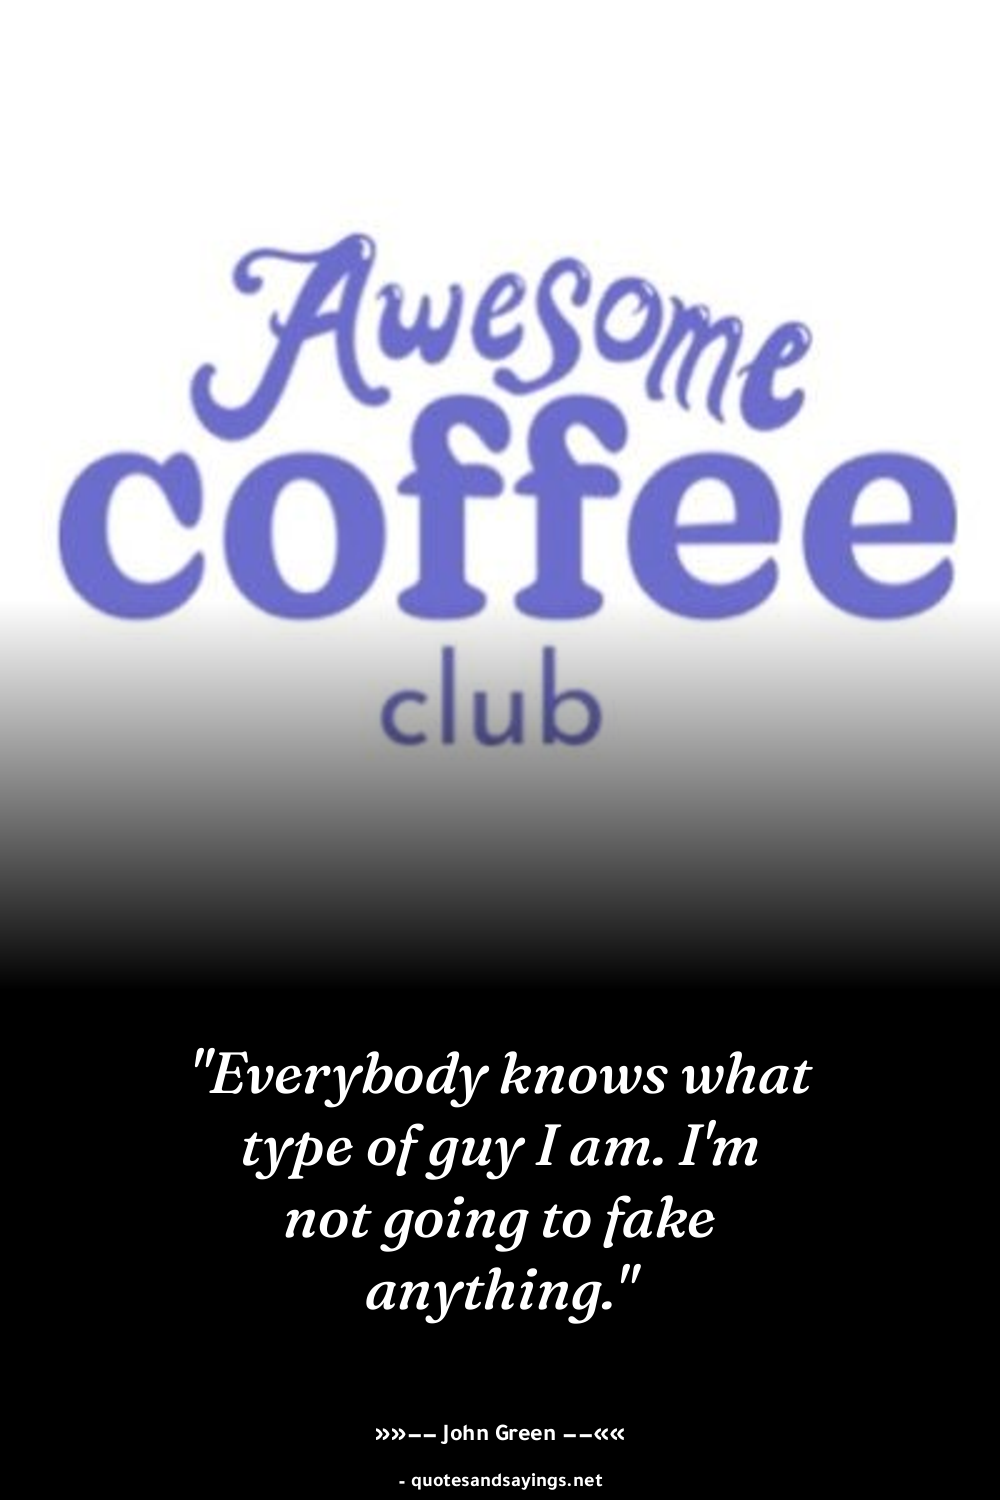 Awesome
coffee
club
"Everybody knows what
type of guy I am. I'm
not going to fake
anything."
»»—— John Green ——««
- quotesandsayings.net